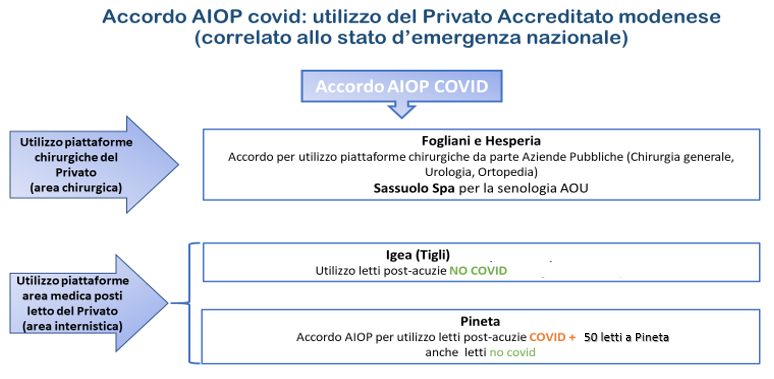 Accordo AIOP covid: utilizzo del Privato Accreditato modenese
(correlato allo stato d'emergenza nazionale)
Accordo AIOP COVID
Utilizzo piattaforme
chirurgiche del
Privato
(area chirurgica)
Fogliani e Hesperia
Accordo per utilizzo piattaforme chirurgiche da parte Aziende Pubbliche (Chirurgia generale,
Urologia, Ortopedia)
Sassuolo Spa per la senologia AOU
Utilizzo piattaforme
area medica posti
letto del Privato
(area internistica)
Igea (Tigli)
Utilizzo letti post-acuzie NO COVID
Pineta
Accordo AIOP per utilizzo letti post-acuzie COVID + 50 letti a Pineta
anche letti no covid